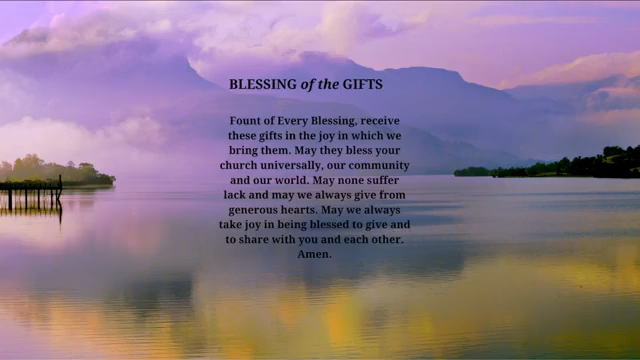 BLESSING of the GIFTS
Fount of Every Blessing, receive
these gifts in the joy in which we
bring them. May they bless your
church universally, our community
and our world. May none suffer
lack and may we always give from
generous hearts. May we always
take joy in being blessed to give and
to share with you and each other.
Amen.